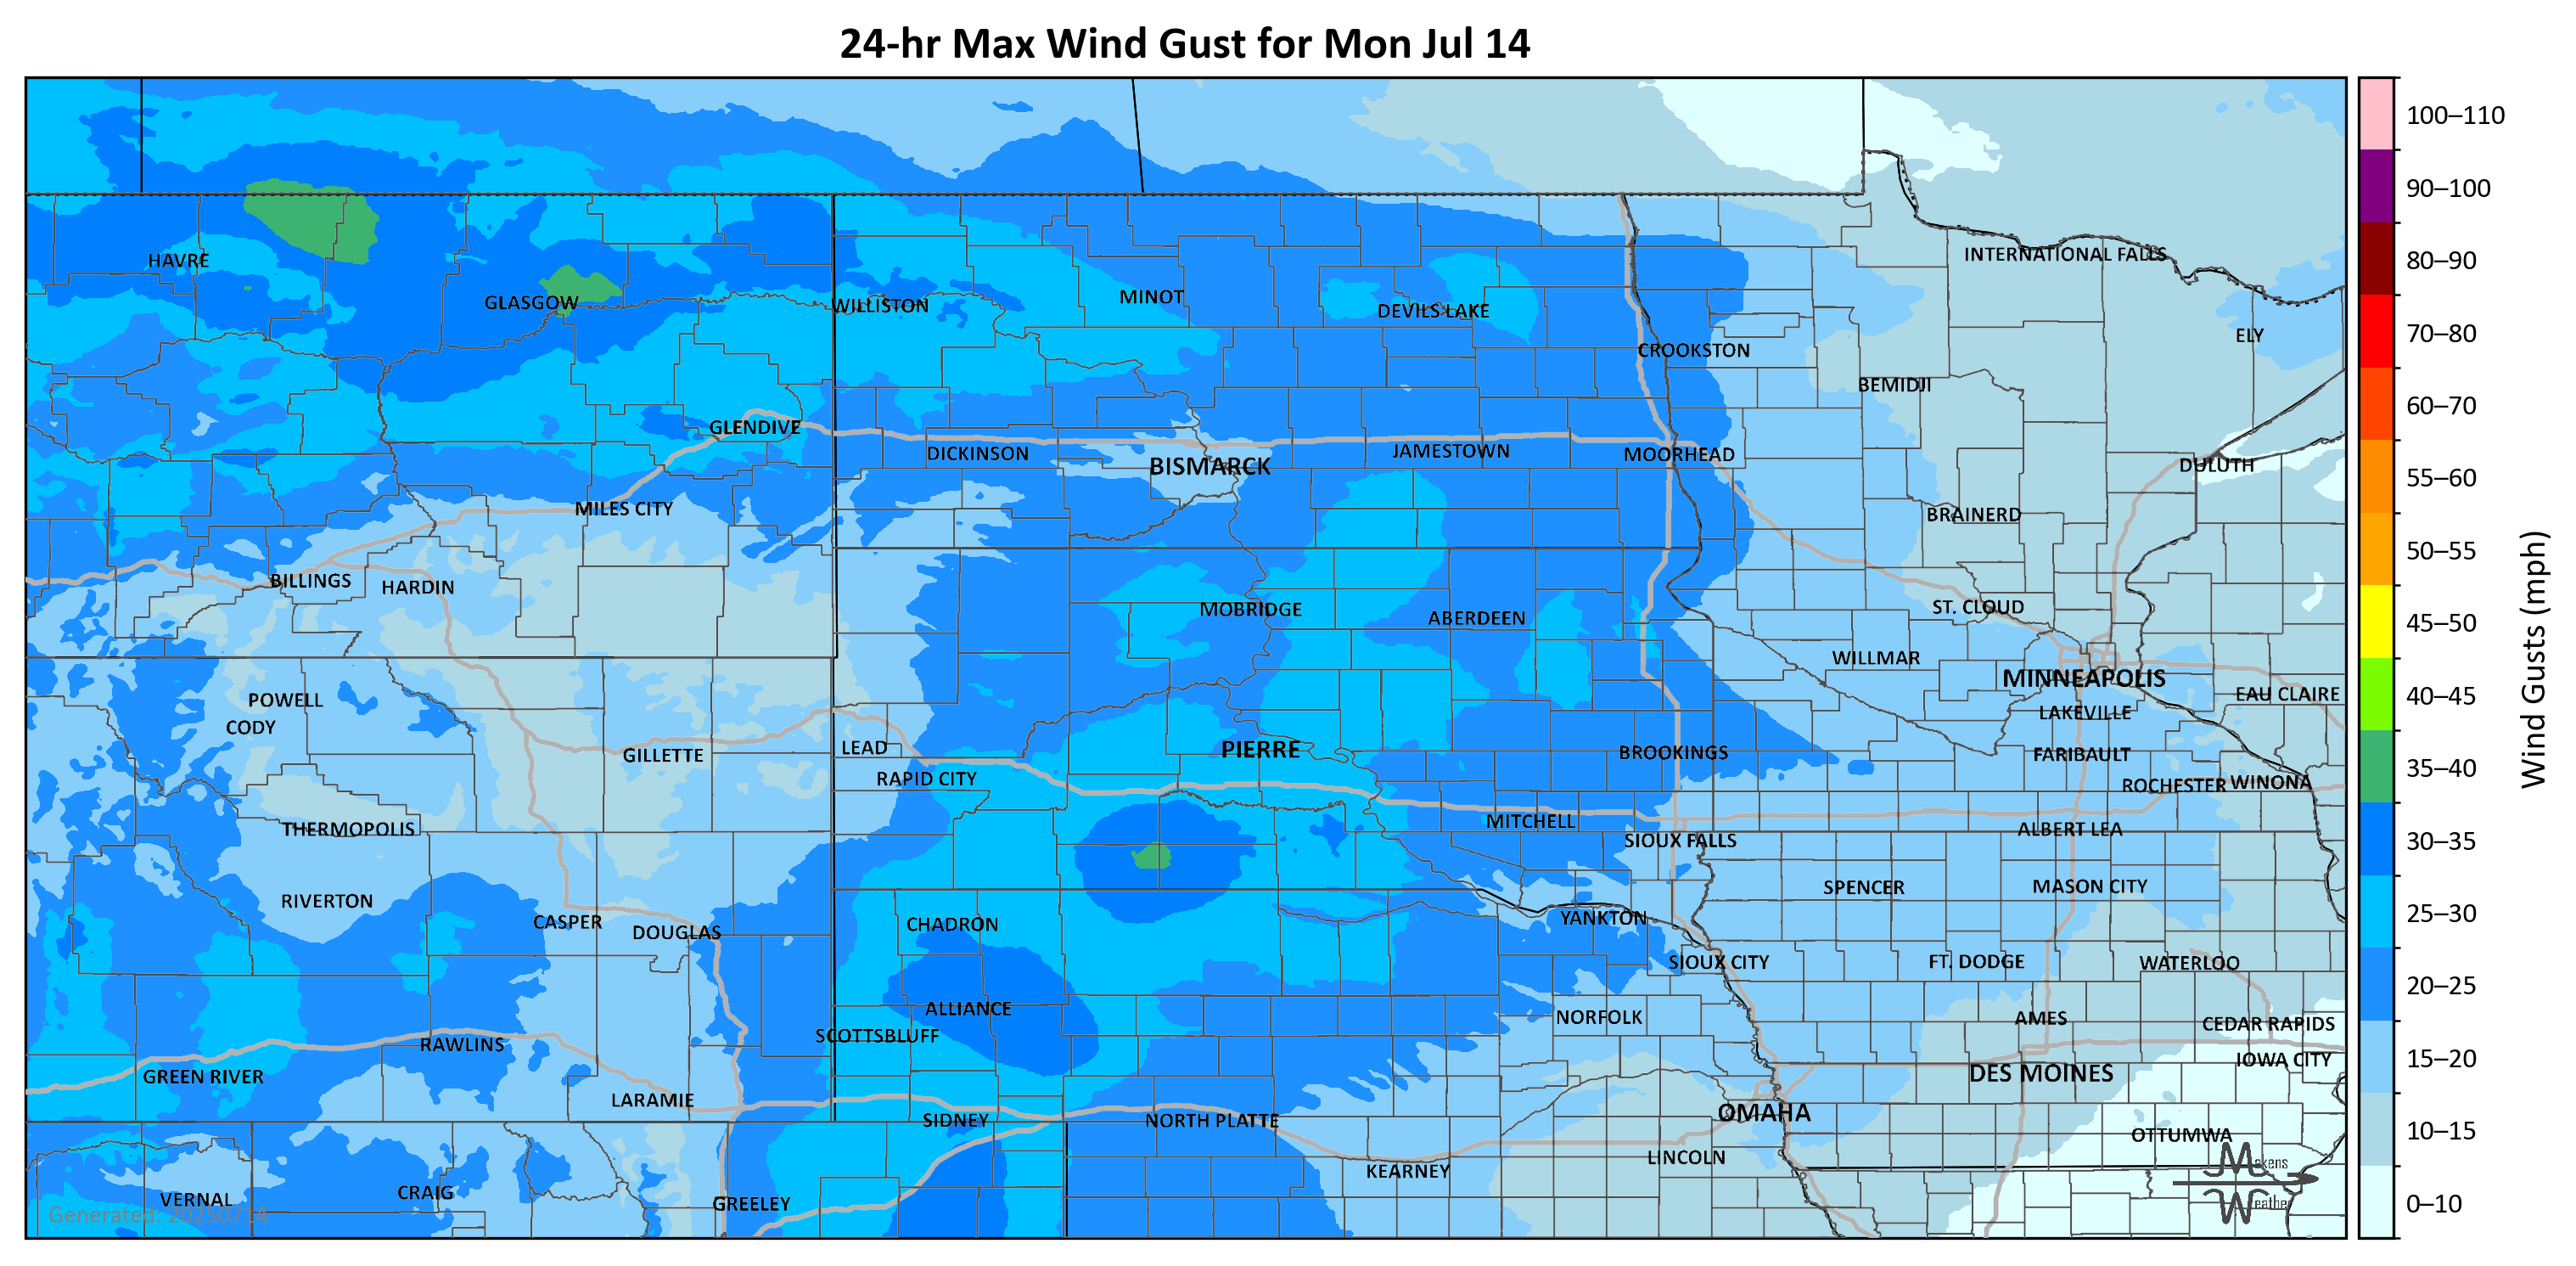 24-hr Max Wind Gust for Mon Jul 14
100–110
90–100
80–90
70–80
60–70
55–60
50–55
45–50
40–45
35–40
30–35
25–30
20–25
15–20
10–15
0–10
Wind Gusts (mph)
HAVRE
INTERNATIONAL FALLS
GLASGOW
WILLISTON
MINOT
DEVILS LAKE
ELY
CROOKSTON
BEMIDJI
GLENDIVE
DICKINSON
BISMARCK
JAMESTOWN
MOORHEAD
DULUTH
MILES CITY
BRAINERD
BILLINGS
HARDIN
MOBRIDGE
ABERDEEN
ST. CLOUD
WILLMAR
MINNEAPOLIS
EAU CLAIRE
POWELL
CODY
LAKEVILLE
GILLETTE
LEAD
PIERRE
BROOKINGS
FARIBAULT
RAPID CITY
ROCHESTER
WINONA
THERMOPOLIS
MITCHELL
SIOUX FALLS
ALBERT LEA
RIVERTON
SPENCER
MASON CITY
CASPER
DOUGLAS
CHADRON
YANKTON
SIOUX CITY
FT. DODGE
WATERLOO
ALLIANCE
SCOTTSBLUFF
NORFOLK
AMES
CEDAR RAPIDS
RAWLINS
IOWA CITY
GREEN RIVER
DES MOINES
LARAMIE
SIDNEY
NORTH PLATTE
OMAHA
OTTUMWA
KEARNEY
LINCOLN
VERNAL
CRAIG
GREELEY
Generated: 20250714
Makens
Weather